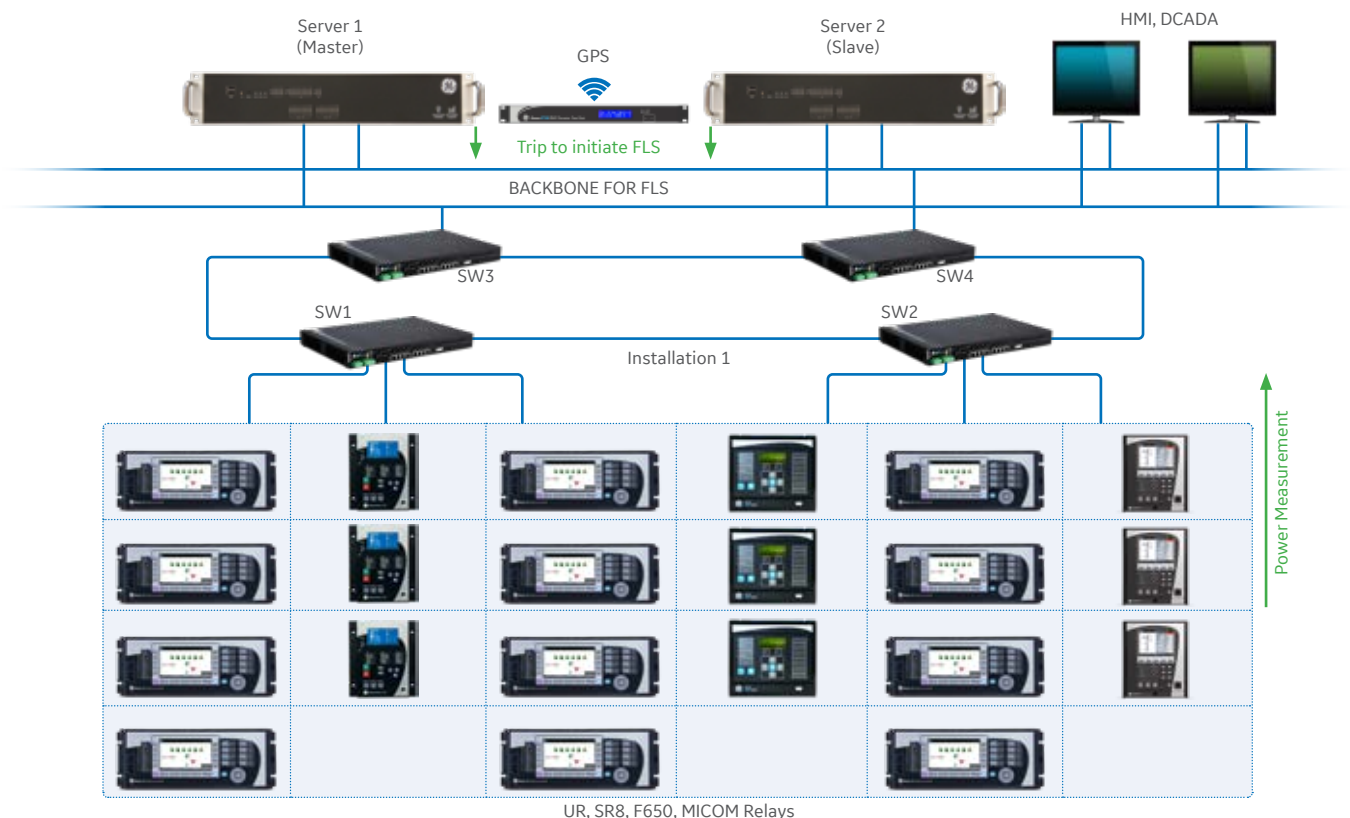 Server 1
(Master)
GPS
Server 2
(Slave)
HMI, DCADA
Trip to initiate FLS
BACKBONE FOR FLS
SW3
SW4
SW1
SW2
Installation 1
Power Measurement
UR, SR8, F650, MICOM Relays